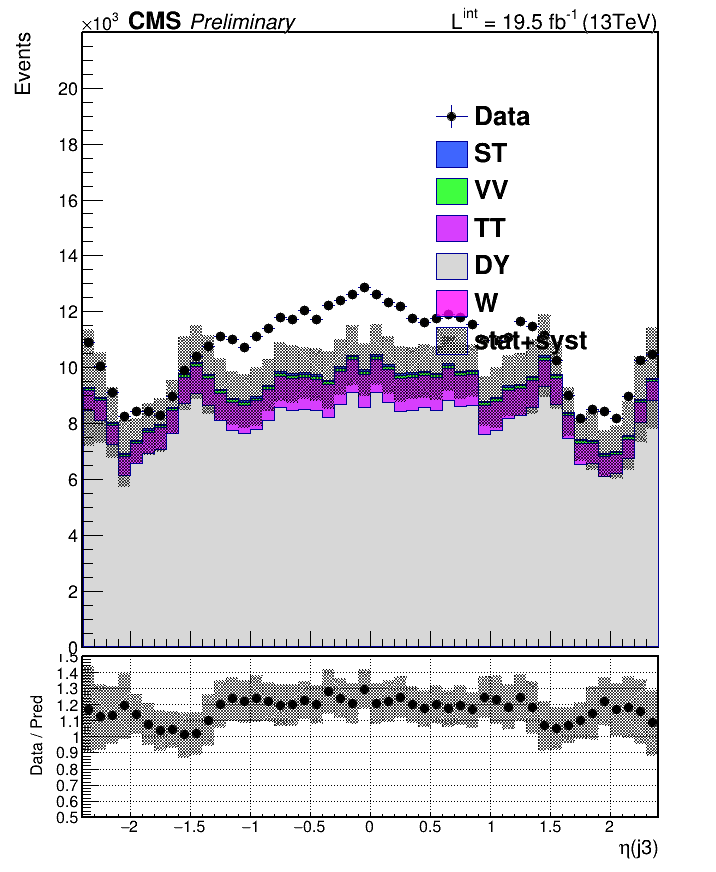 ×10³ CMS Preliminary L^int = 19.5 fb⁻¹ (13TeV)
Events
20
18
16
14
12
10
8
6
4
2
0
Data
ST
VV
TT
DY
W
stat+syst
Data / Pred
1.5
1.4
1.3
1.2
1.1
1
0.9
0.8
0.7
0.6
0.5
−2 −1.5 −1 −0.5 0 0.5 1 1.5 2
η(j3)